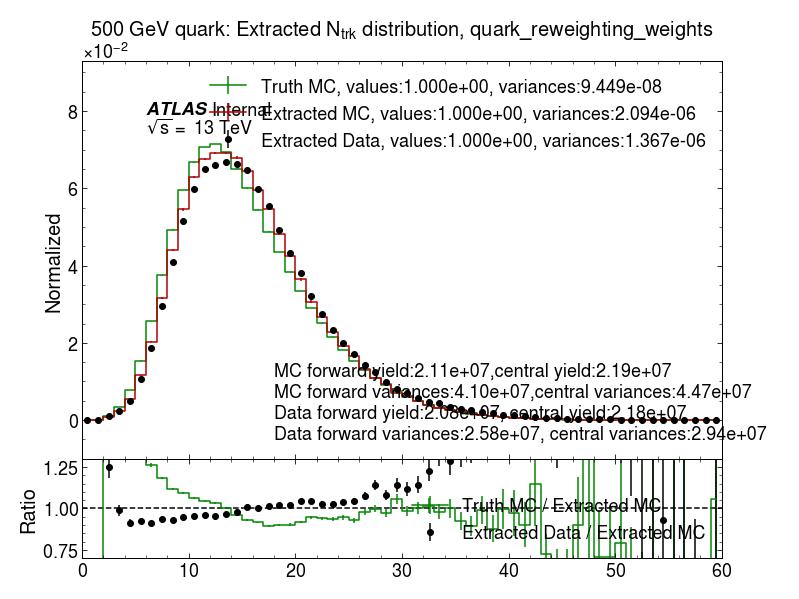 500 GeV quark: Extracted N_trk distribution, quark_reweighting_weights
×10⁻²
Truth MC, values:1.000e+00, variances:9.449e-08
ATLAS Internal
Extracted MC, values:1.000e+00, variances:2.094e-06
√s = 13 TeV
Extracted Data, values:1.000e+00, variances:1.367e-06
8
6
4
2
0
Normalized
MC forward yield:2.11e+07,central yield:2.19e+07
MC forward variances:4.10e+07,central variances:4.47e+07
Data forward yield:2.08e+07, central yield:2.18e+07
Data forward variances:2.58e+07, central variances:2.94e+07
1.25
1.00
0.75
Ratio
Truth MC / Extracted MC
Extracted Data / Extracted MC
0 10 20 30 40 50 60